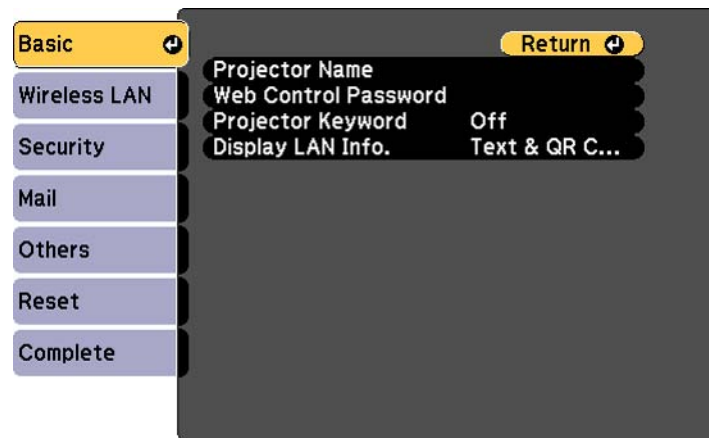 Basic
Wireless LAN
Security
Mail
Others
Reset
Complete
Return
Projector Name
Web Control Password
Projector Keyword Off
Display LAN Info. Text & QR C...